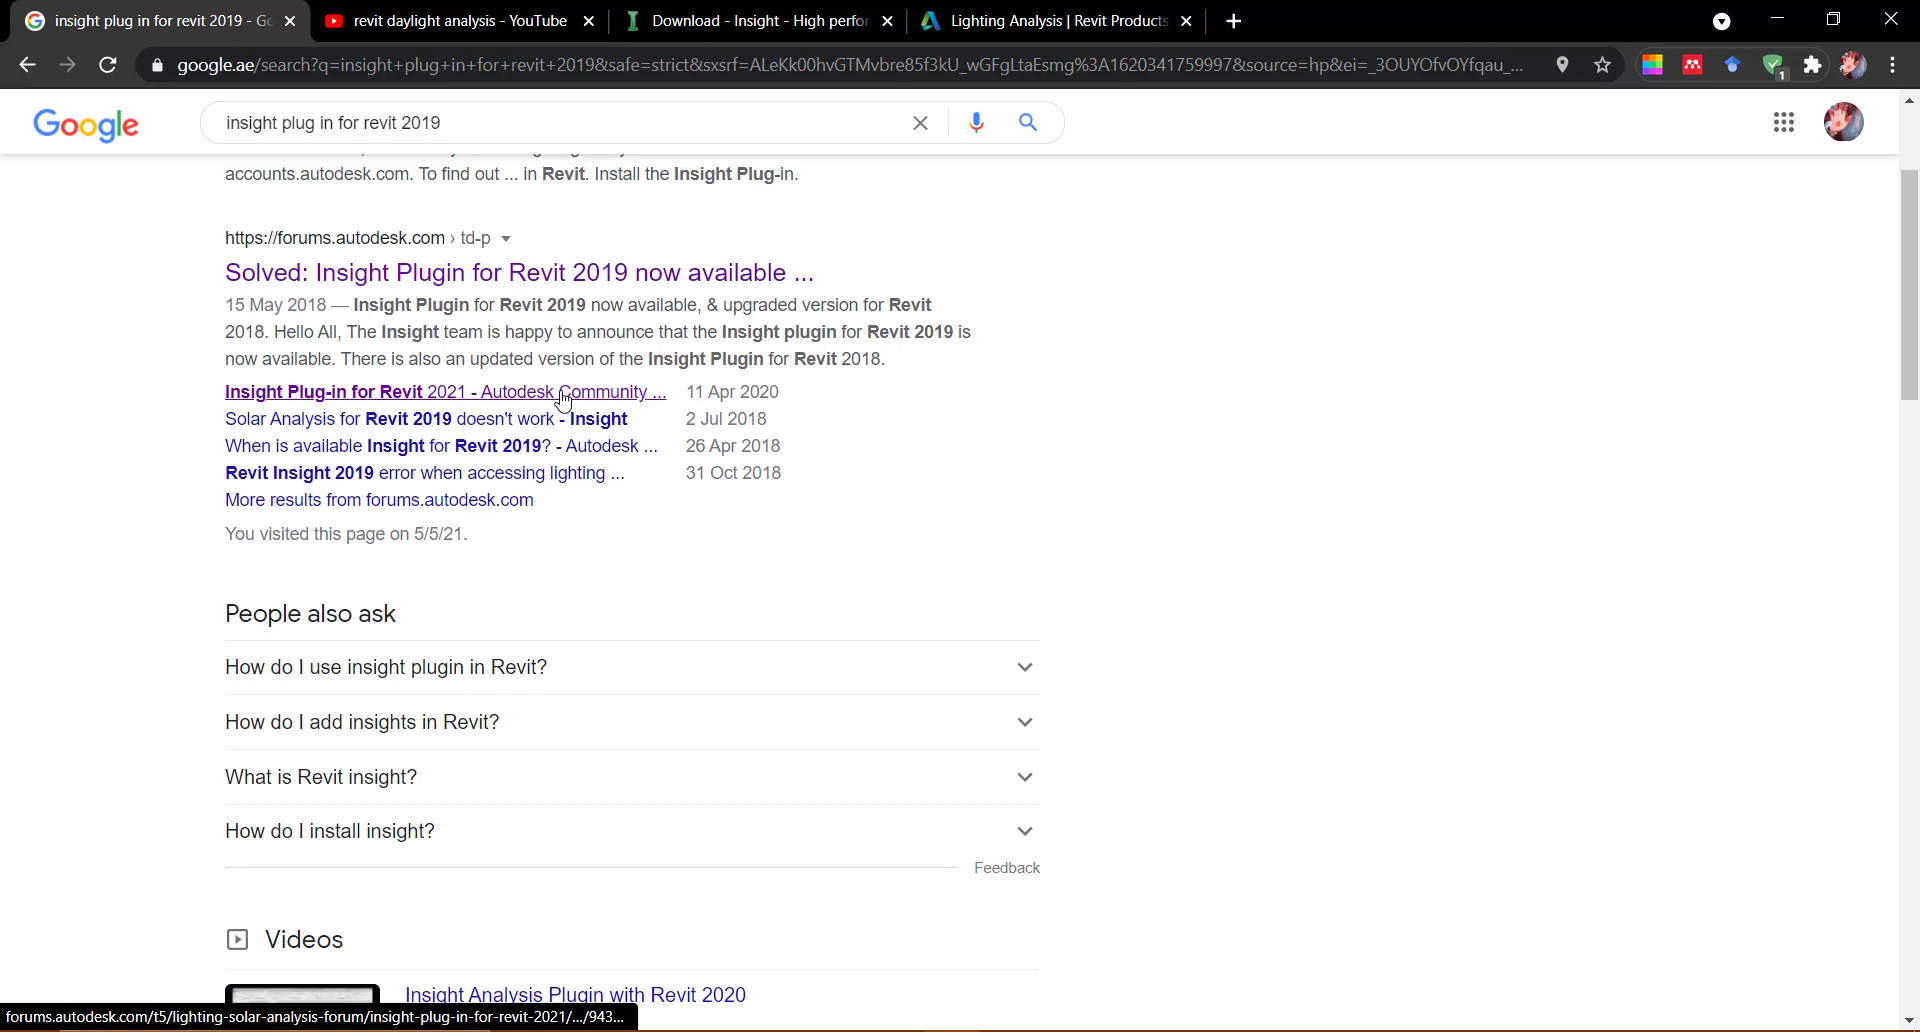 insight plug in for revit 2019 - Go
revit daylight analysis - YouTube
Download - Insight - High perfor
Lighting Analysis | Revit Products
google.ae/search?q=insight+plug+in+for+revit+2019&safe=strict&sxsrf=ALeKk00hvGTMvbre85f3kU_wGFgLtaEsmg%3A1620341759997&source=hp&ei=_3OUYOfvOYfqau_...
1
Google
insight plug in for revit 2019
accounts.autodesk.com. To find out ... in Revit. Install the Insight Plug-in.
https://forums.autodesk.com › td-p
Solved: Insight Plugin for Revit 2019 now available ...
15 May 2018 — Insight Plugin for Revit 2019 now available, & upgraded version for Revit
2018. Hello All, The Insight team is happy to announce that the Insight plugin for Revit 2019 is
now available. There is also an updated version of the Insight Plugin for Revit 2018.
Insight Plug-in for Revit 2021 - Autodesk Community ... 11 Apr 2020
Solar Analysis for Revit 2019 doesn't work - Insight 2 Jul 2018
When is available Insight for Revit 2019? - Autodesk ... 26 Apr 2018
Revit Insight 2019 error when accessing lighting ... 31 Oct 2018
More results from forums.autodesk.com
You visited this page on 5/5/21.
People also ask
How do I use insight plugin in Revit?
How do I add insights in Revit?
What is Revit insight?
How do I install insight?
Feedback
Videos
Insight Analysis Plugin with Revit 2020
forums.autodesk.com/t5/lighting-solar-analysis-forum/insight-plug-in-for-revit-2021/.../943...